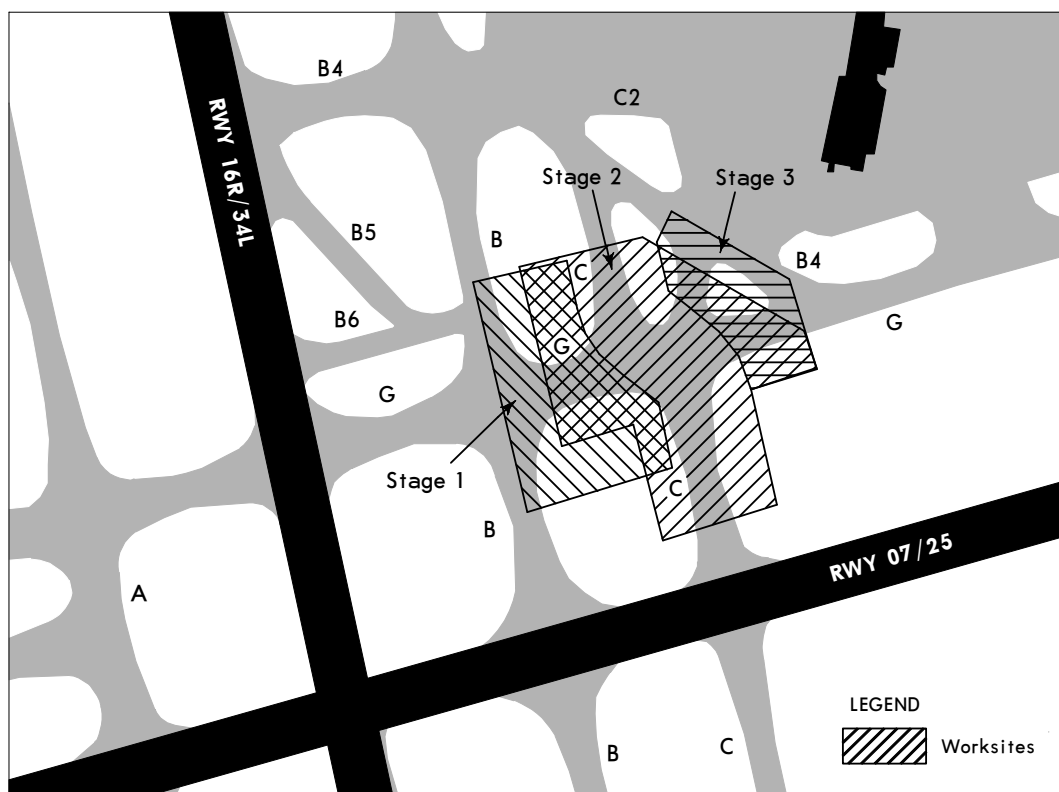 B4
C2
RWY 16R/34L
Stage 2
Stage 3
B5
B
C
B4
B6
G
G
G
Stage 1
C
B
RWY 07/25
A
LEGEND
Worksites
B
C